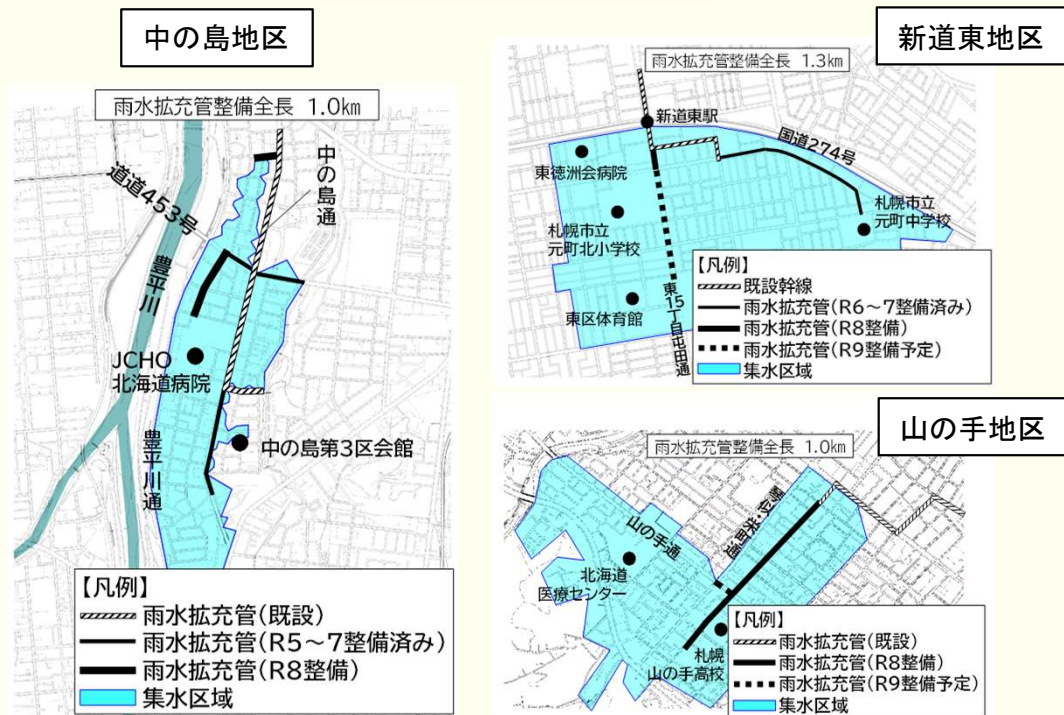 中の島地区
雨水拡充管整備全長 1.0km
中の島通
道道453号
豊平川
JCHO
北海道病院
中の島第3区会館
豊平川通
【凡例】
雨水拡充管(既設)
雨水拡充管(R5～7整備済み)
雨水拡充管(R8整備)
集水区域
新道東地区
雨水拡充管整備全長 1.3km
新道東駅
国道274号
東徳洲会病院
札幌市立
元町中学校
札幌市立
元町北小学校
東区体育館
東15丁目屯田通
【凡例】
既設幹線
雨水拡充管(R6～7整備済み)
雨水拡充管(R8整備)
雨水拡充管(R9整備予定)
集水区域
山の手地区
雨水拡充管整備全長 1.0km
琴似・栄町通
山の手通
北海道
医療センター
札幌
山の手高校
【凡例】
雨水拡充管(既設)
雨水拡充管(R8整備)
雨水拡充管(R9整備予定)
集水区域